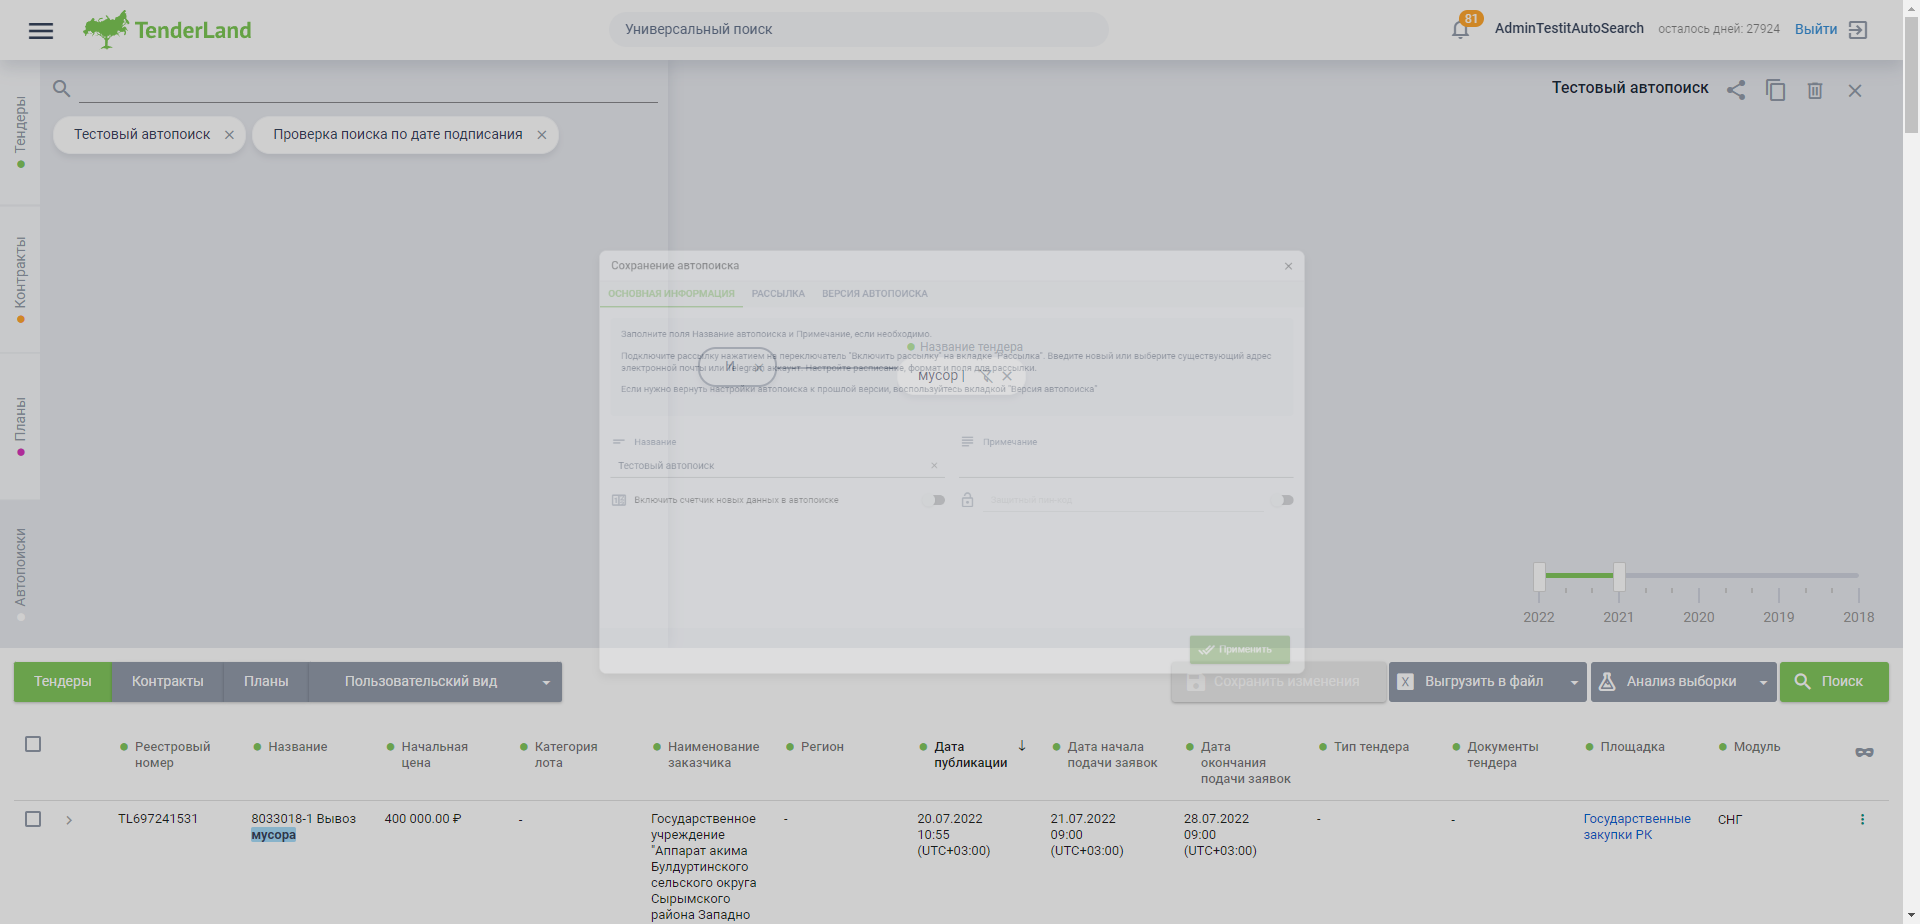 TenderLand
Универсальный поиск
81
AdminTestitAutoSearch
осталось дней: 27924
Выйти
Тендеры
Контракты
Планы
Автопоиски
Тестовый автопоиск
Проверка поиска по дате подписания
Тестовый автопоиск
Сохранение автопоиска
ОСНОВНАЯ ИНФОРМАЦИЯ
РАССЫЛКА
ВЕРСИЯ АВТОПОИСКА
Заполните поля Название автопоиска и Примечание, если необходимо.
Подключите рассылку нажатием на переключатель "Включить рассылку" на вкладке "Рассылка". Введите новый или выберите существующий адрес
электронной почты или Telegram аккаунт. Настройте расписание, формат и поля для рассылки.
Если нужно вернуть настройки автопоиска к прошлой версии, воспользуйтесь вкладкой "Версия автопоиска"
И
Название тендера
мусор |
Название
Примечание
Тестовый автопоиск
Включить счетчик новых данных в автопоиске
Применить
2022
2021
2020
2019
2018
Тендеры
Контракты
Планы
Пользовательский вид
Сохранить изменения
Выгрузить в файл
Анализ выборки
Поиск
Реестровый
номер
Название
Начальная
цена
Категория
лота
Наименование
заказчика
Регион
Дата
публикации
Дата начала
подачи заявок
Дата
окончания
подачи заявок
Тип тендера
Документы
тендера
Площадка
Модуль
TL697241531
8033018-1 Вывоз
мусора
400 000.00 ₽
-
Государственное
учреждение
"Аппарат акима
Булдуртинского
сельского округа
Сырымского
района Западно
-
20.07.2022
10:55
(UTC+03:00)
21.07.2022
09:00
(UTC+03:00)
28.07.2022
09:00
(UTC+03:00)
-
-
Государственные
закупки РК
СНГ